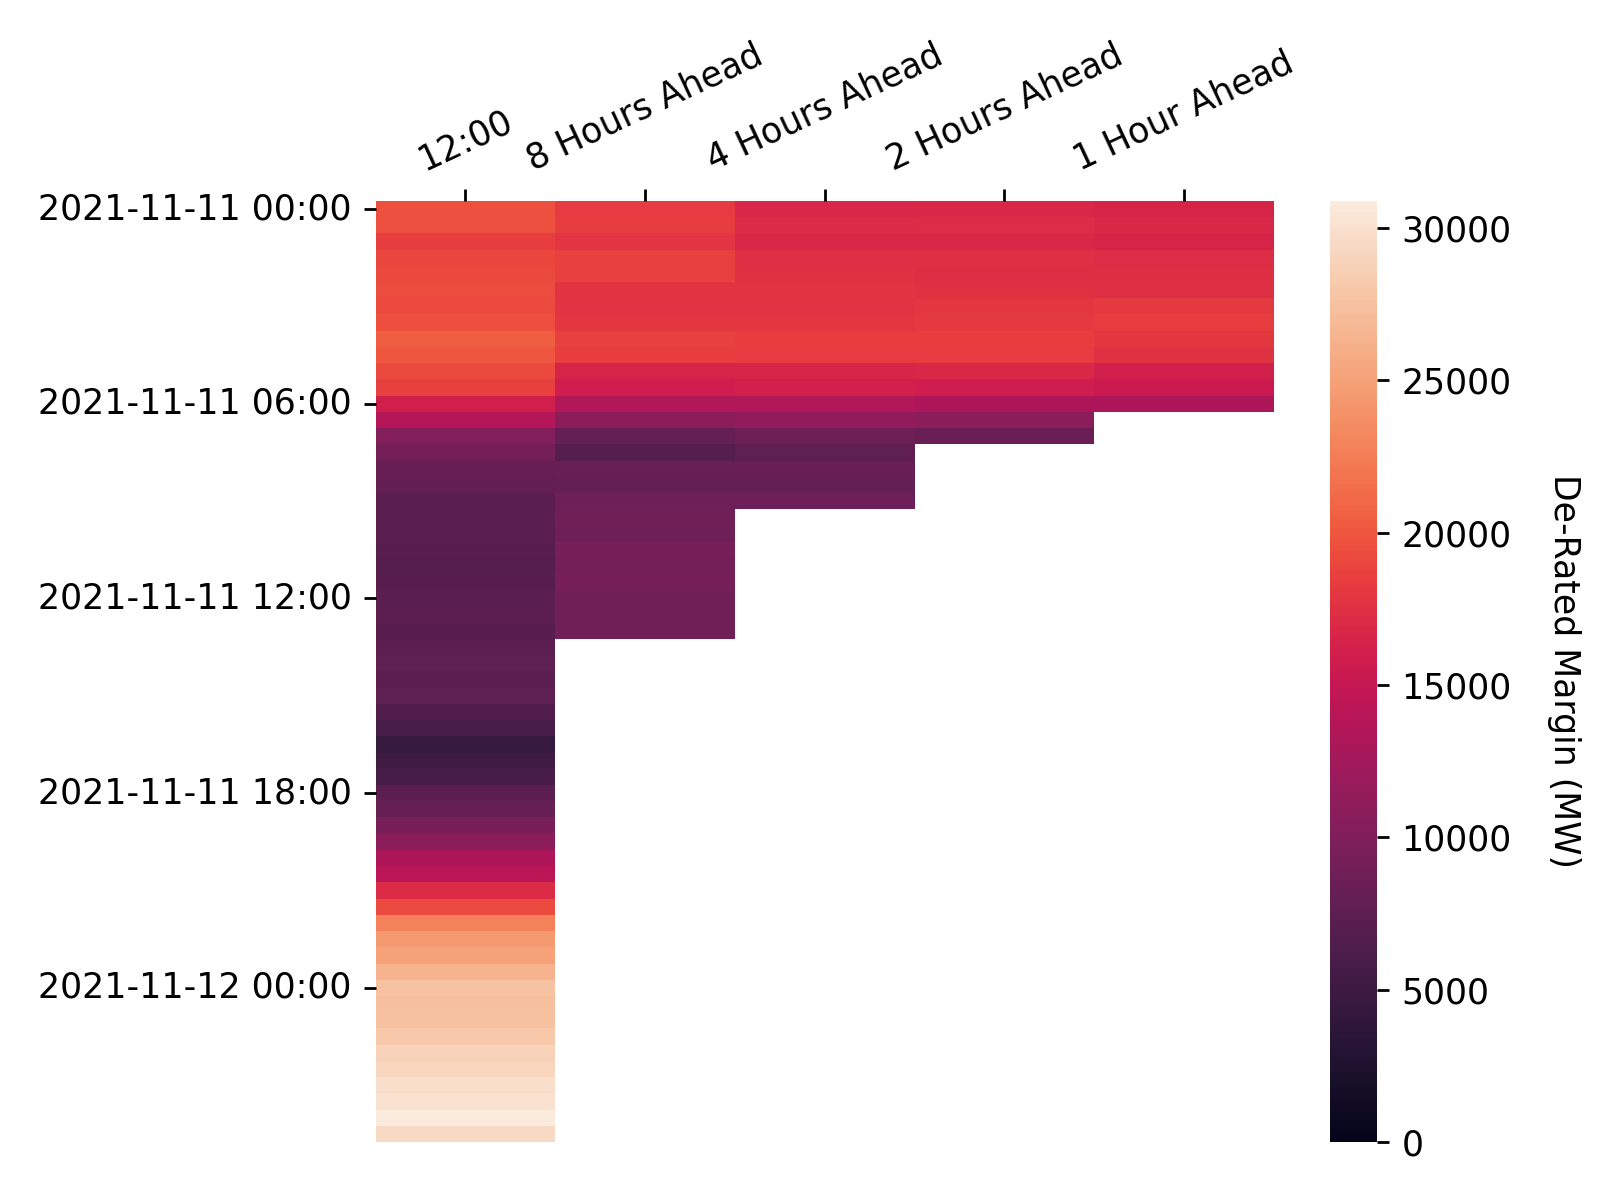 12:00
8 Hours Ahead
4 Hours Ahead
2 Hours Ahead
1 Hour Ahead
2021-11-11 00:00
2021-11-11 06:00
2021-11-11 12:00
2021-11-11 18:00
2021-11-12 00:00
30000
25000
20000
15000
10000
5000
0
De-Rated Margin (MW)